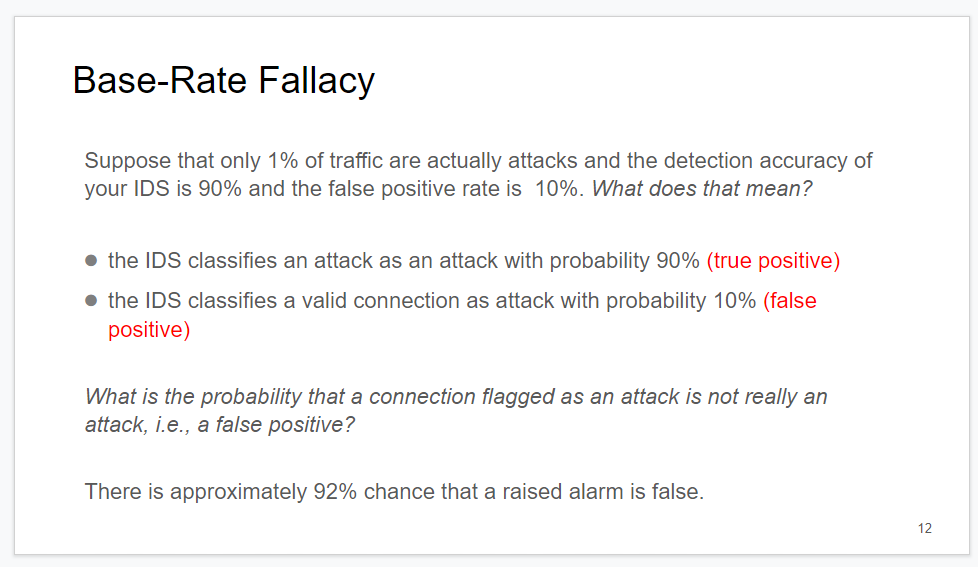 Base-Rate Fallacy
Suppose that only 1% of traffic are actually attacks and the detection accuracy of
your IDS is 90% and the false positive rate is  10%. What does that mean?
● the IDS classifies an attack as an attack with probability 90% (true positive)
● the IDS classifies a valid connection as attack with probability 10% (false
positive)
What is the probability that a connection flagged as an attack is not really an
attack, i.e., a false positive?
There is approximately 92% chance that a raised alarm is false.
12